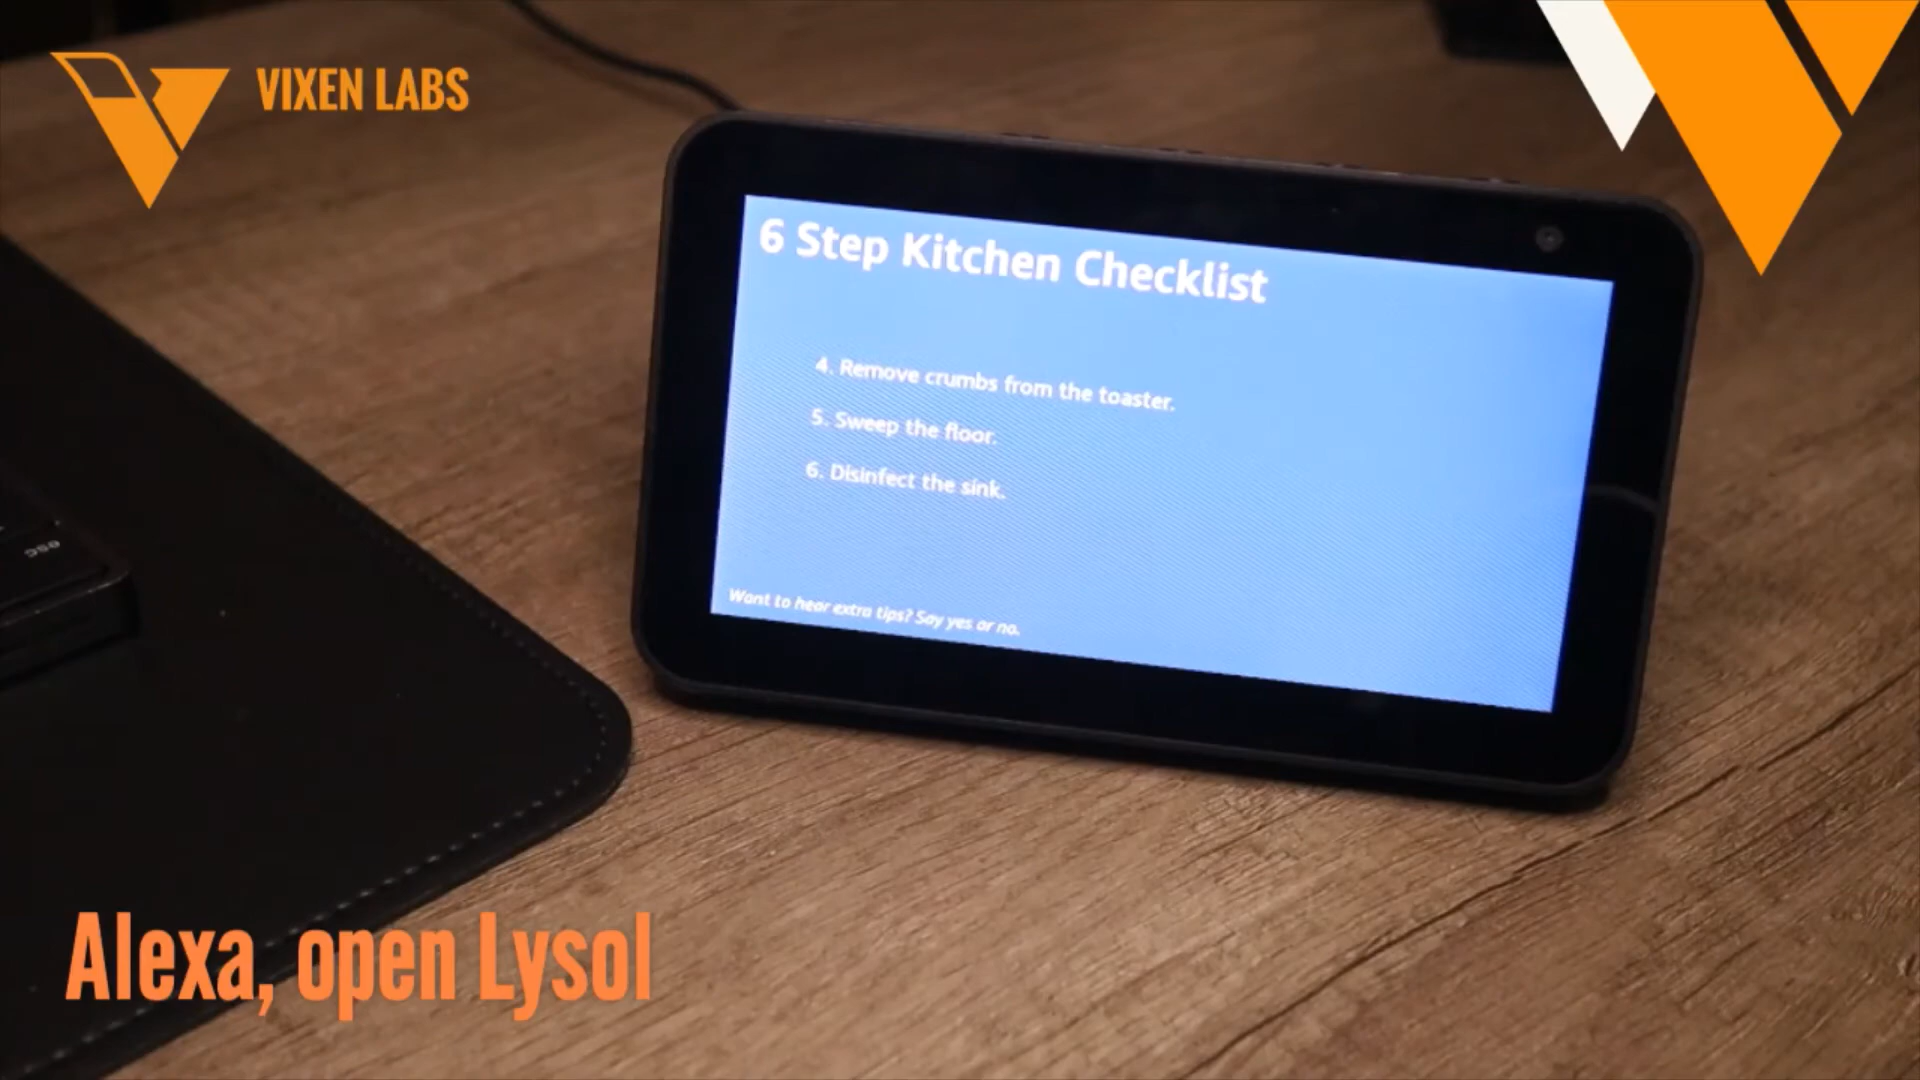 VIXEN LABS
6 Step Kitchen Checklist
4. Remove crumbs from the toaster.
5. Sweep the floor.
6. Disinfect the sink.
Want to hear extra tips? Say yes or no.
esc
Alexa, open Lysol